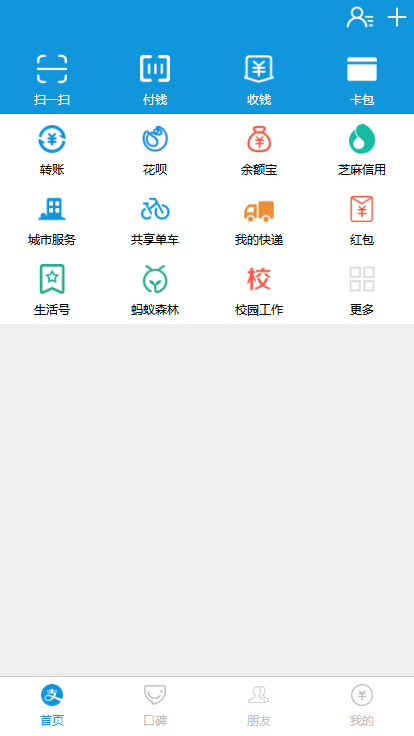 扫一扫 付钱 收钱 卡包
转账 花呗 余额宝 芝麻信用
城市服务 共享单车 我的快递 红包
校
生活号 蚂蚁森林 校园工作 更多
支
首页 口碑 朋友 我的